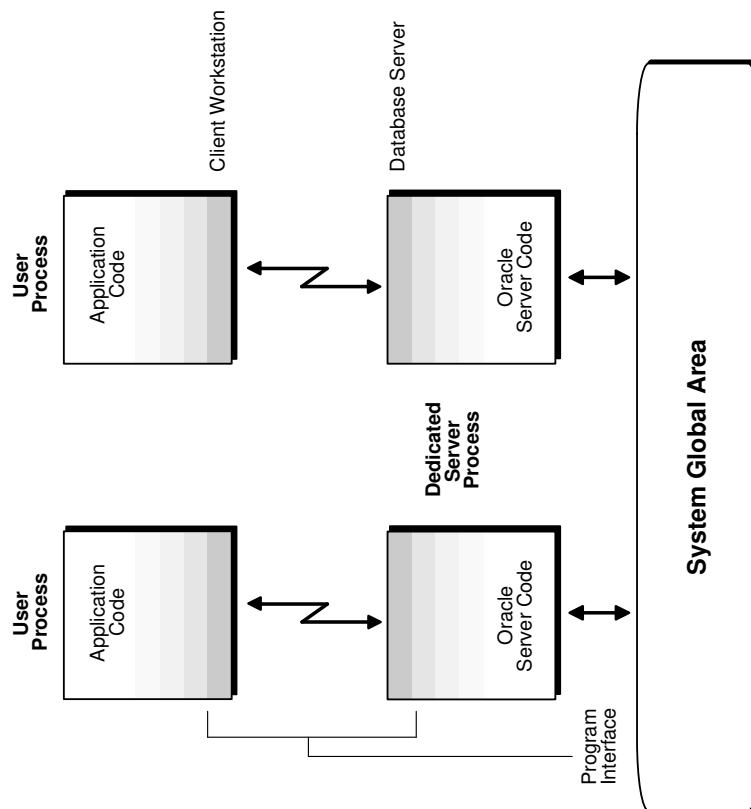 User
Process
User
Process
Application
Code
Application
Code
Client Workstation
Database Server
Dedicated
Server
Process
Oracle
Server Code
Oracle
Server Code
Program
Interface
System Global Area